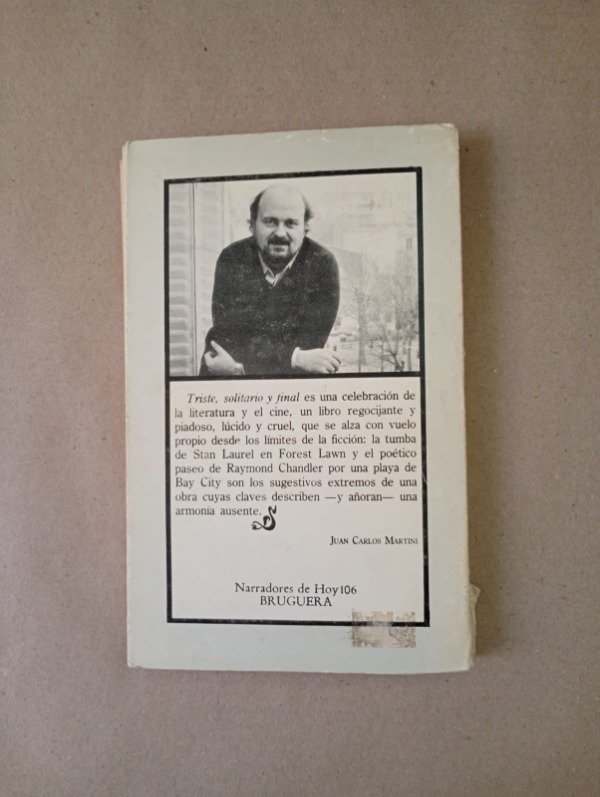 Triste, solitario y final es una celebración de
la literatura y el cine, un libro regocijante y
piadoso, lúcido y cruel, que se alza con vuelo
propio desde los límites de la ficción: la tumba
de Stan Laurel en Forest Lawn y el poético
paseo de Raymond Chandler por una playa de
Bay City son los sugestivos extremos de una
obra cuyas claves describen —y añoran— una
armonía ausente.
JUAN CARLOS MARTINI
Narradores de Hoy 106
BRUGUERA